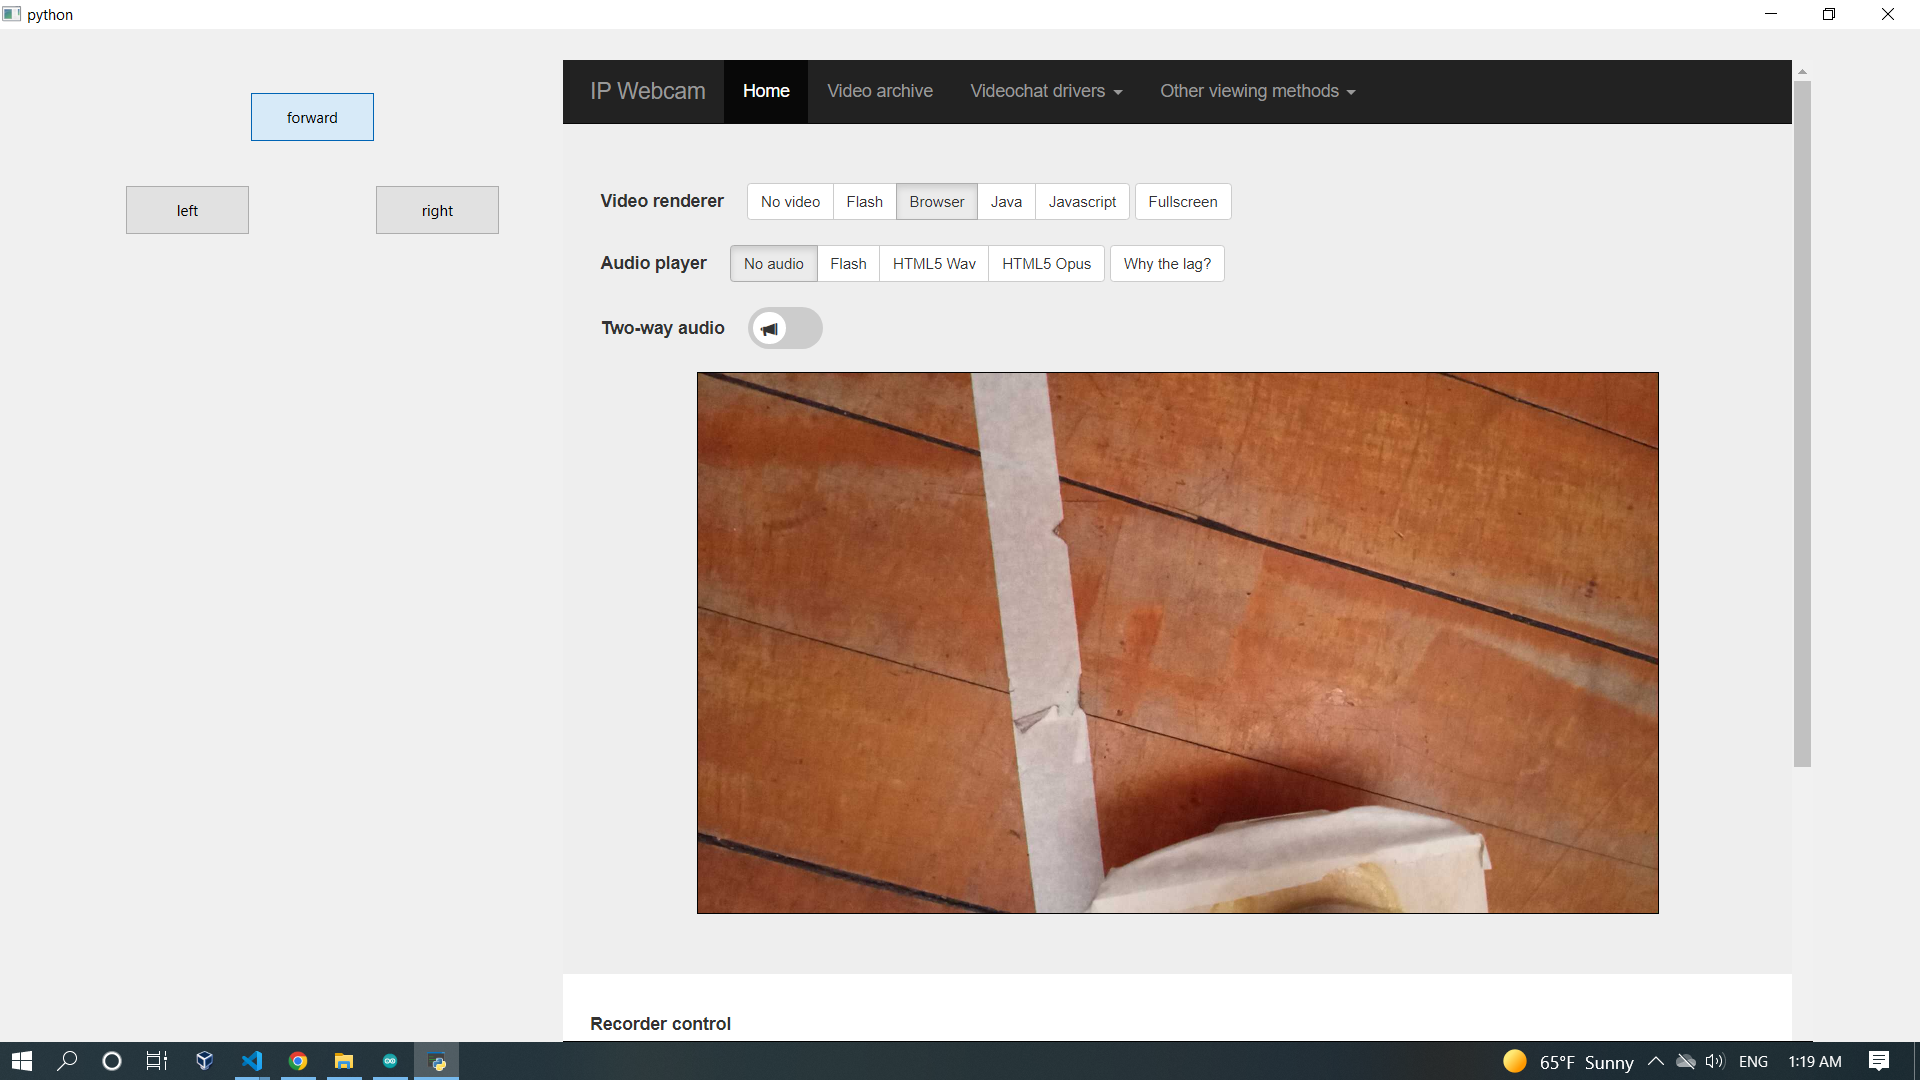 python
forward
left right
IP Webcam Home Video archive Videochat drivers Other viewing methods
Video renderer No video Flash Browser Java Javascript Fullscreen
Audio player No audio Flash HTML5 Wav HTML5 Opus Why the lag?
Two-way audio
Recorder control
65°F Sunny ENG 1:19 AM